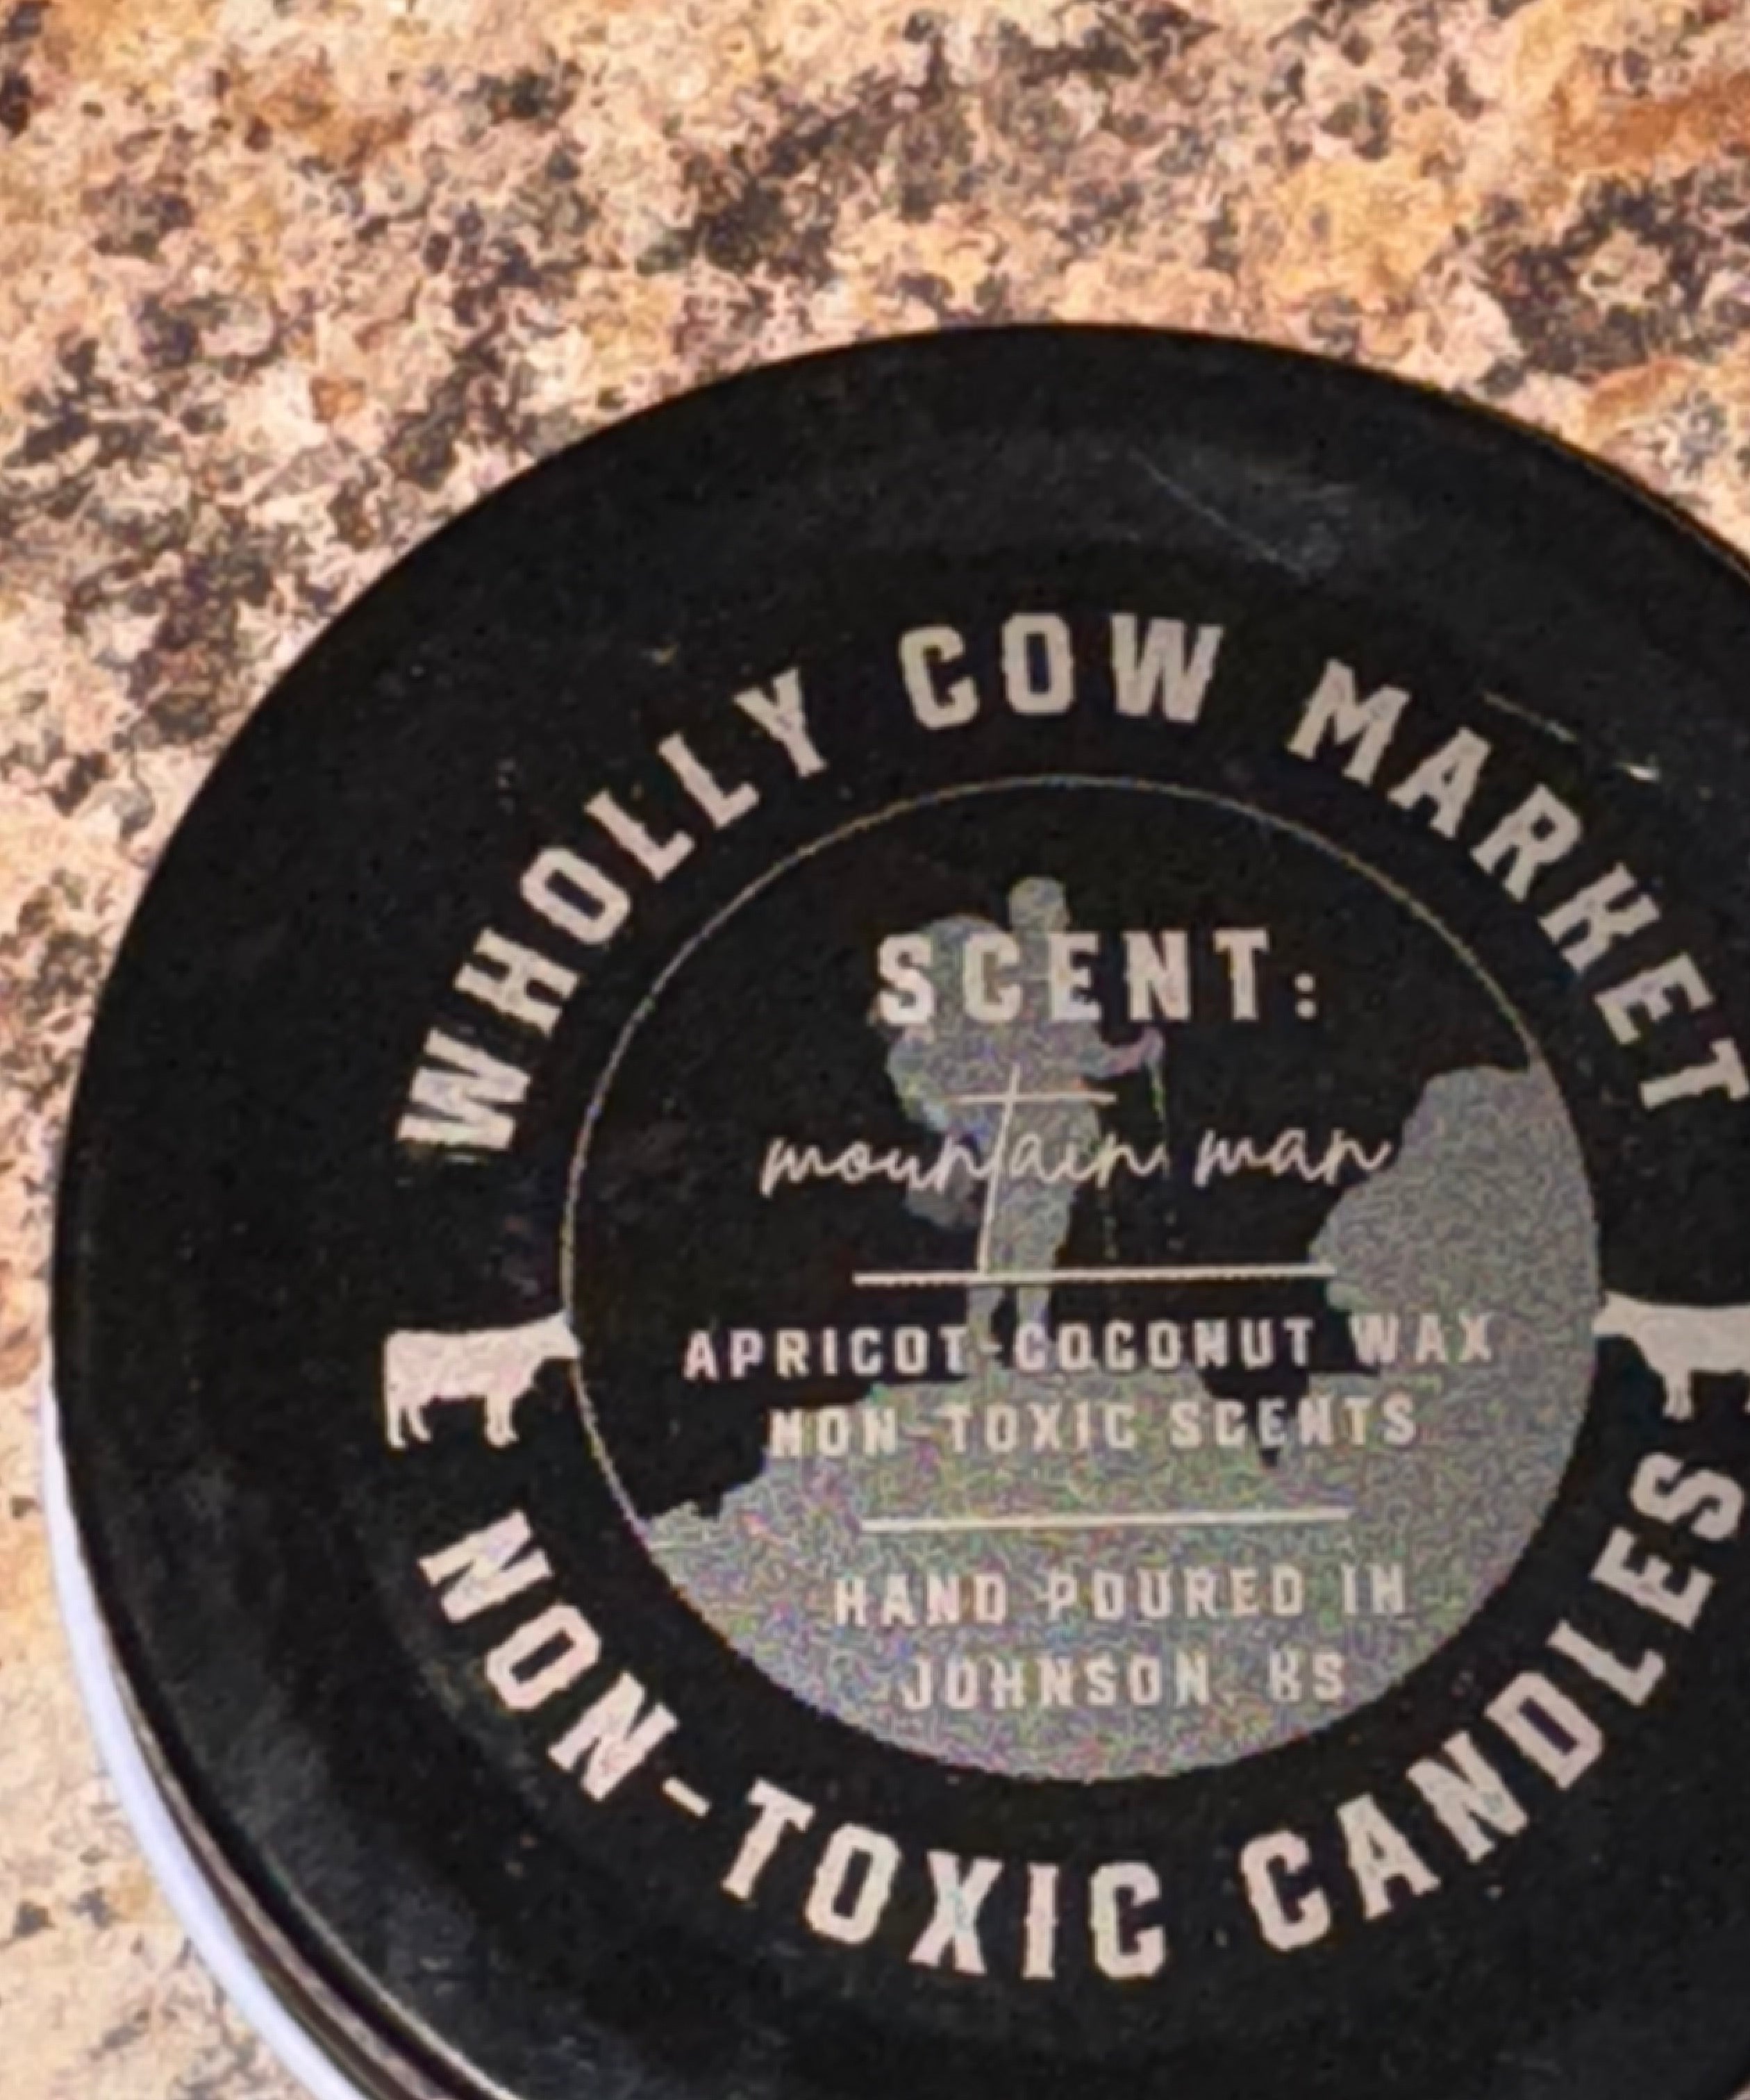 WHOLLY COW MARKET
SCENT:
mountain man
APRICOT-COCONUT WAX
NON-TOXIC SCENTS
HAND POURED IN
JOHNSON, KS
NON-TOXIC CANDLES